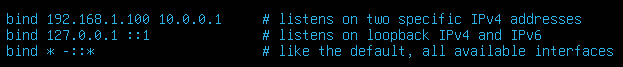 bind 192.168.1.100 10.0.0.1     # listens on two specific IPv4 addresses
bind 127.0.0.1 ::1              # listens on loopback IPv4 and IPv6
bind * -::*                     # like the default, all available interfaces